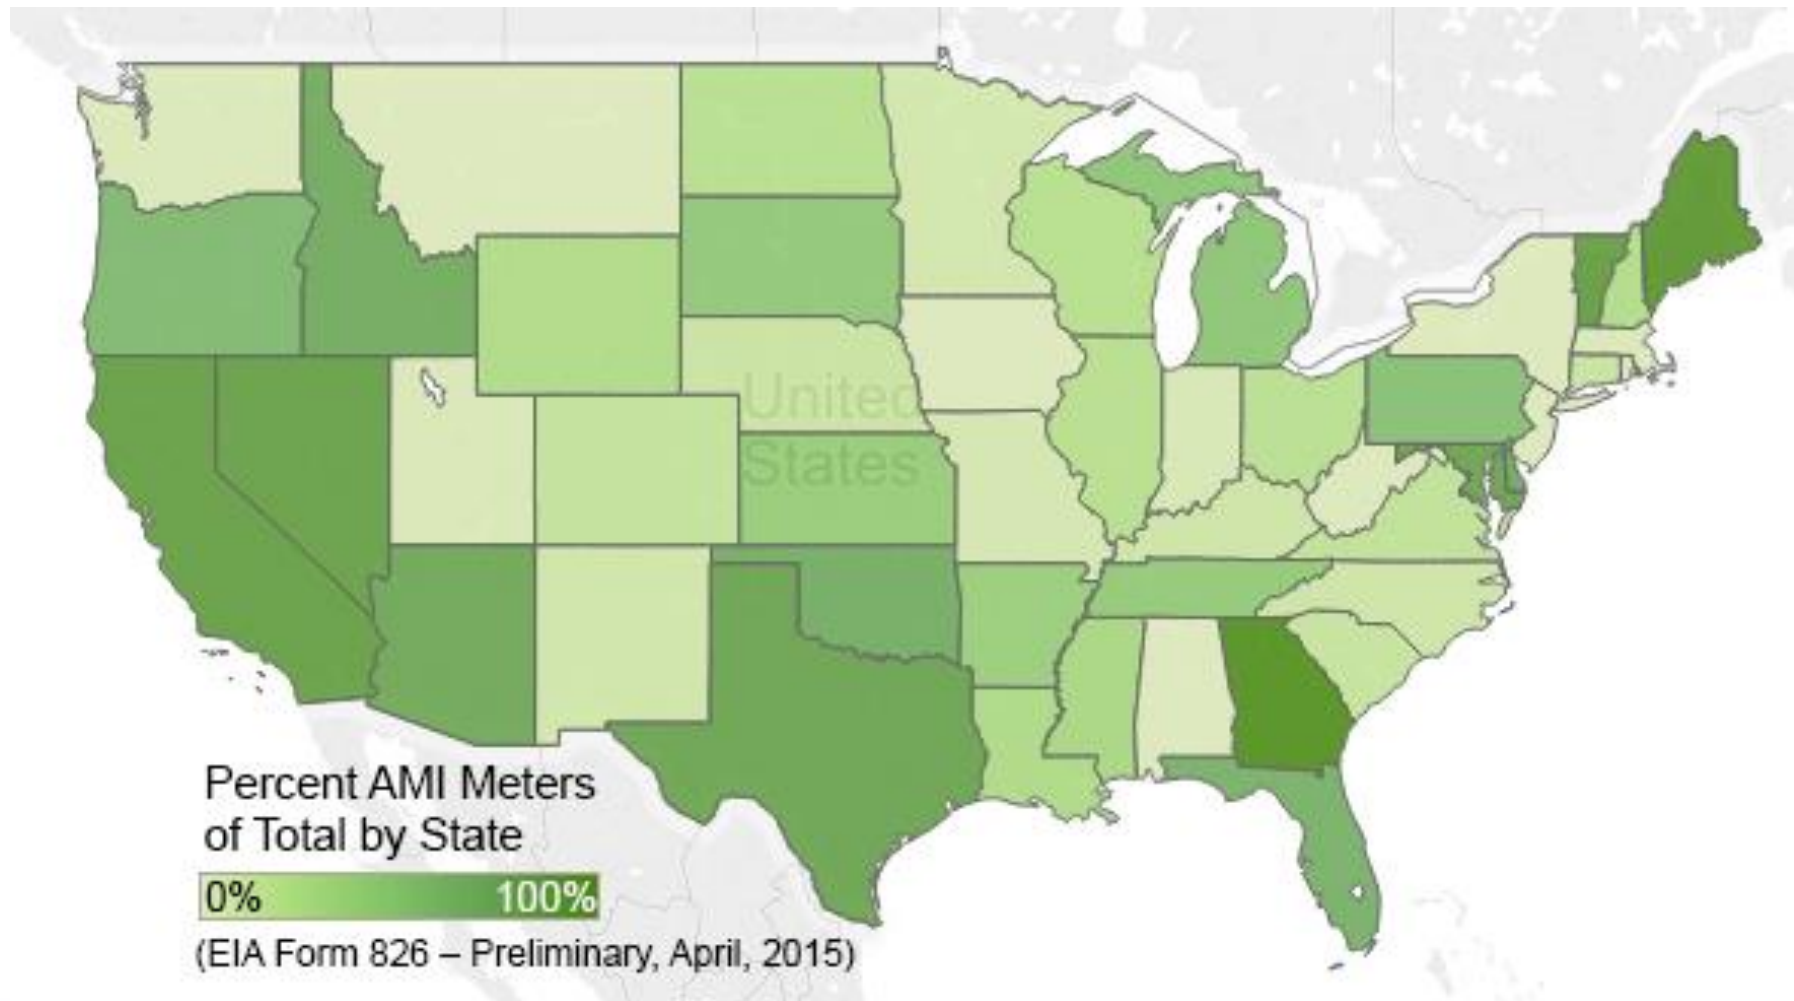 United
States
Percent AMI Meters
of Total by State
0% 100%
(EIA Form 826 – Preliminary, April, 2015)